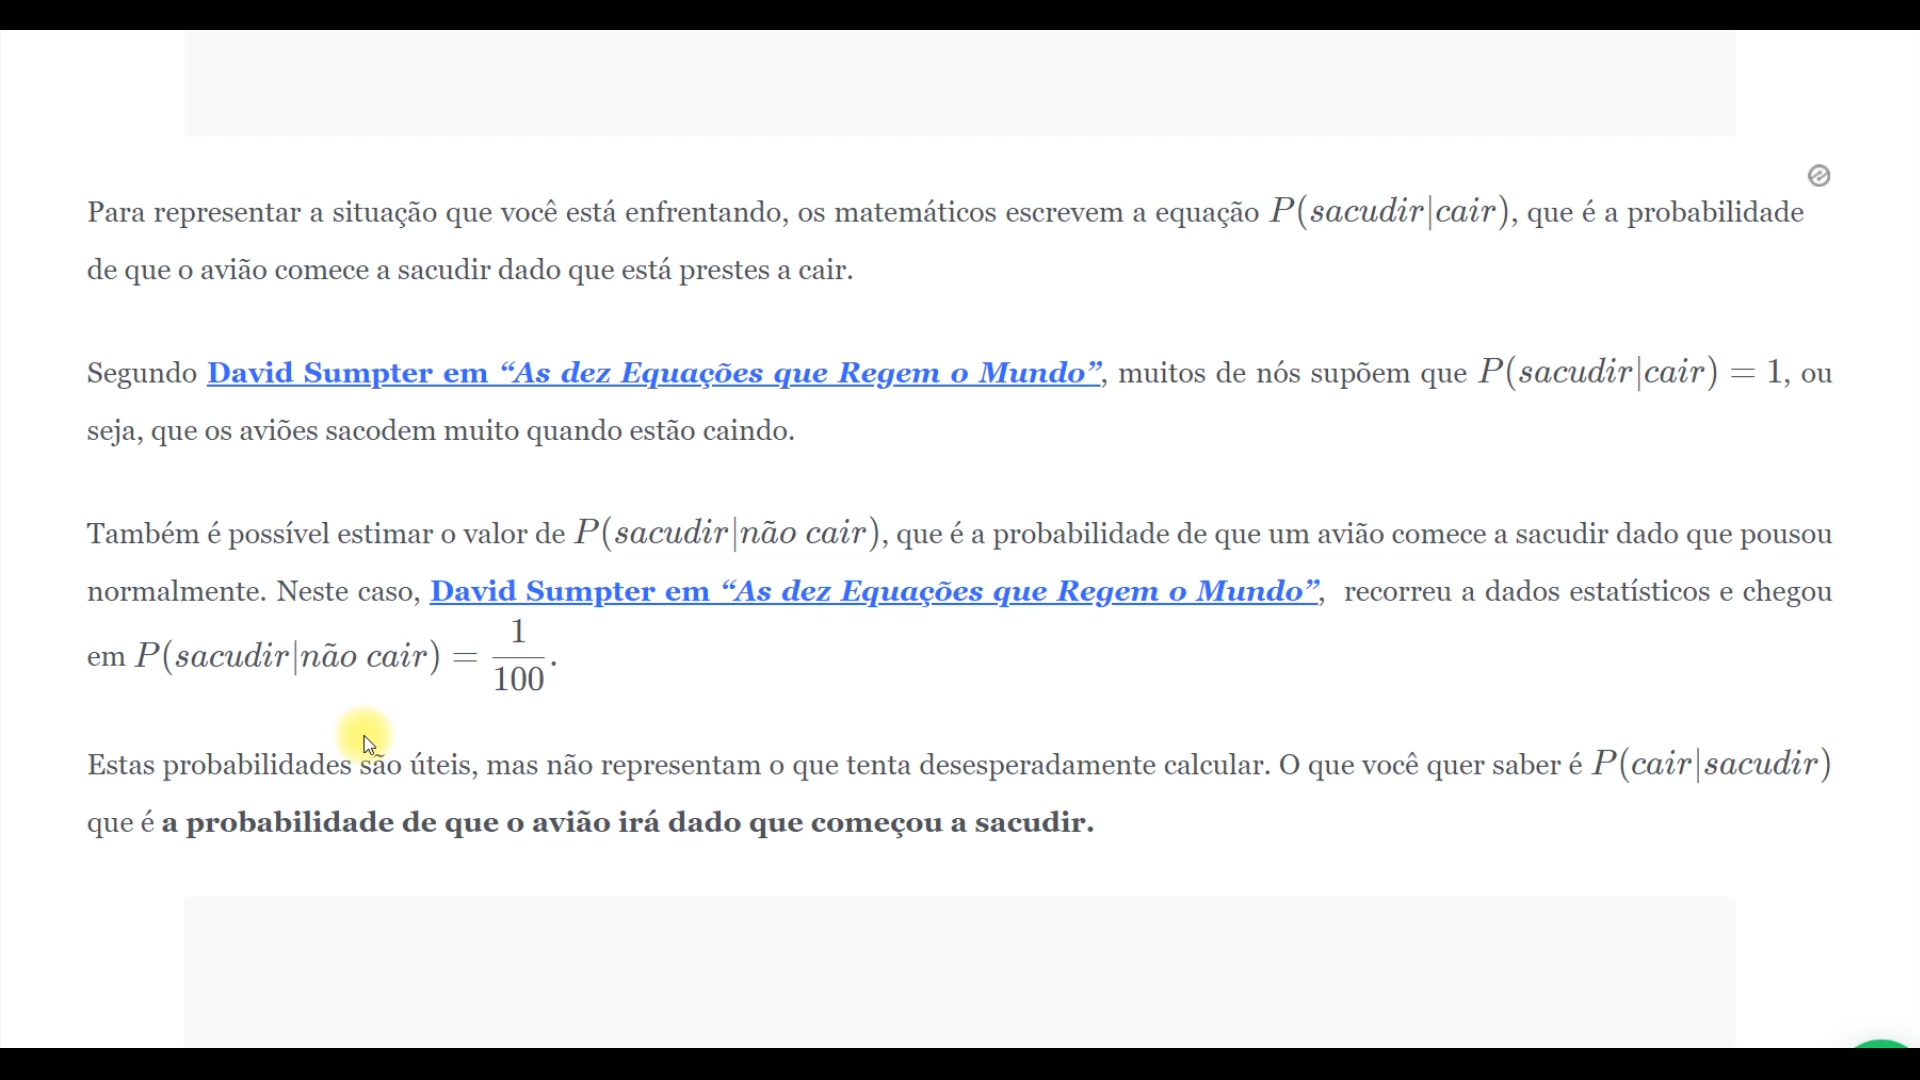 Para representar a situação que você está enfrentando, os matemáticos escrevem a equação P(sacudir|cair), que é a probabilidade
de que o avião comece a sacudir dado que está prestes a cair.
Segundo David Sumpter em “As dez Equações que Regem o Mundo”, muitos de nós supõem que P(sacudir|cair) = 1, ou
seja, que os aviões sacodem muito quando estão caindo.
Também é possível estimar o valor de P(sacudir|não cair), que é a probabilidade de que um avião comece a sacudir dado que pousou
normalmente. Neste caso, David Sumpter em “As dez Equações que Regem o Mundo”, recorreu a dados estatísticos e chegou
em P(sacudir|não cair) = 1/100.
Estas probabilidades são úteis, mas não representam o que tenta desesperadamente calcular. O que você quer saber é P(cair|sacudir)
que é a probabilidade de que o avião irá dado que começou a sacudir.